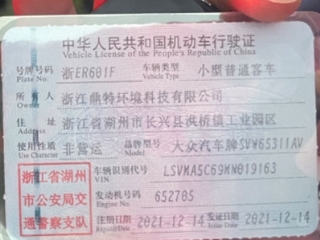 中华人民共和国机动车行驶证
Vehicle License of the People's Republic of China
号牌号码 浙ER601F 车辆类型 小型普通客车
Plate No. Vehicle Type
所有人 浙江鼎特环境科技有限公司
Owner
住址 浙江省湖州市长兴县洪桥镇工业园区
Address
使用性质 非营运 品牌型号 大众汽车牌SVW65311AV
Use Character Model
浙江省湖州
市公安局交
通警察支队
车辆识别代号 LSVMA5C69MN019163
VIN
发动机号码 652705
Engine No.
注册日期 2021-12-14 发证日期 2021-12-14
Register Date Issue Date